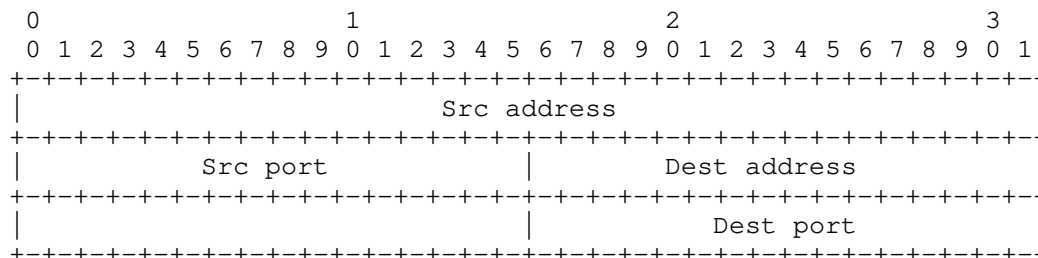 0                   1                   2                   3
0 1 2 3 4 5 6 7 8 9 0 1 2 3 4 5 6 7 8 9 0 1 2 3 4 5 6 7 8 9 0 1
+-+-+-+-+-+-+-+-+-+-+-+-+-+-+-+-+-+-+-+-+-+-+-+-+-+-+-+-+-+-+-+-
|                          Src address
+-+-+-+-+-+-+-+-+-+-+-+-+-+-+-+-+-+-+-+-+-+-+-+-+-+-+-+-+-+-+-+-
|           Src port            |        Dest address
+-+-+-+-+-+-+-+-+-+-+-+-+-+-+-+-+-+-+-+-+-+-+-+-+-+-+-+-+-+-+-+-
|                               |           Dest port
+-+-+-+-+-+-+-+-+-+-+-+-+-+-+-+-+-+-+-+-+-+-+-+-+-+-+-+-+-+-+-+-